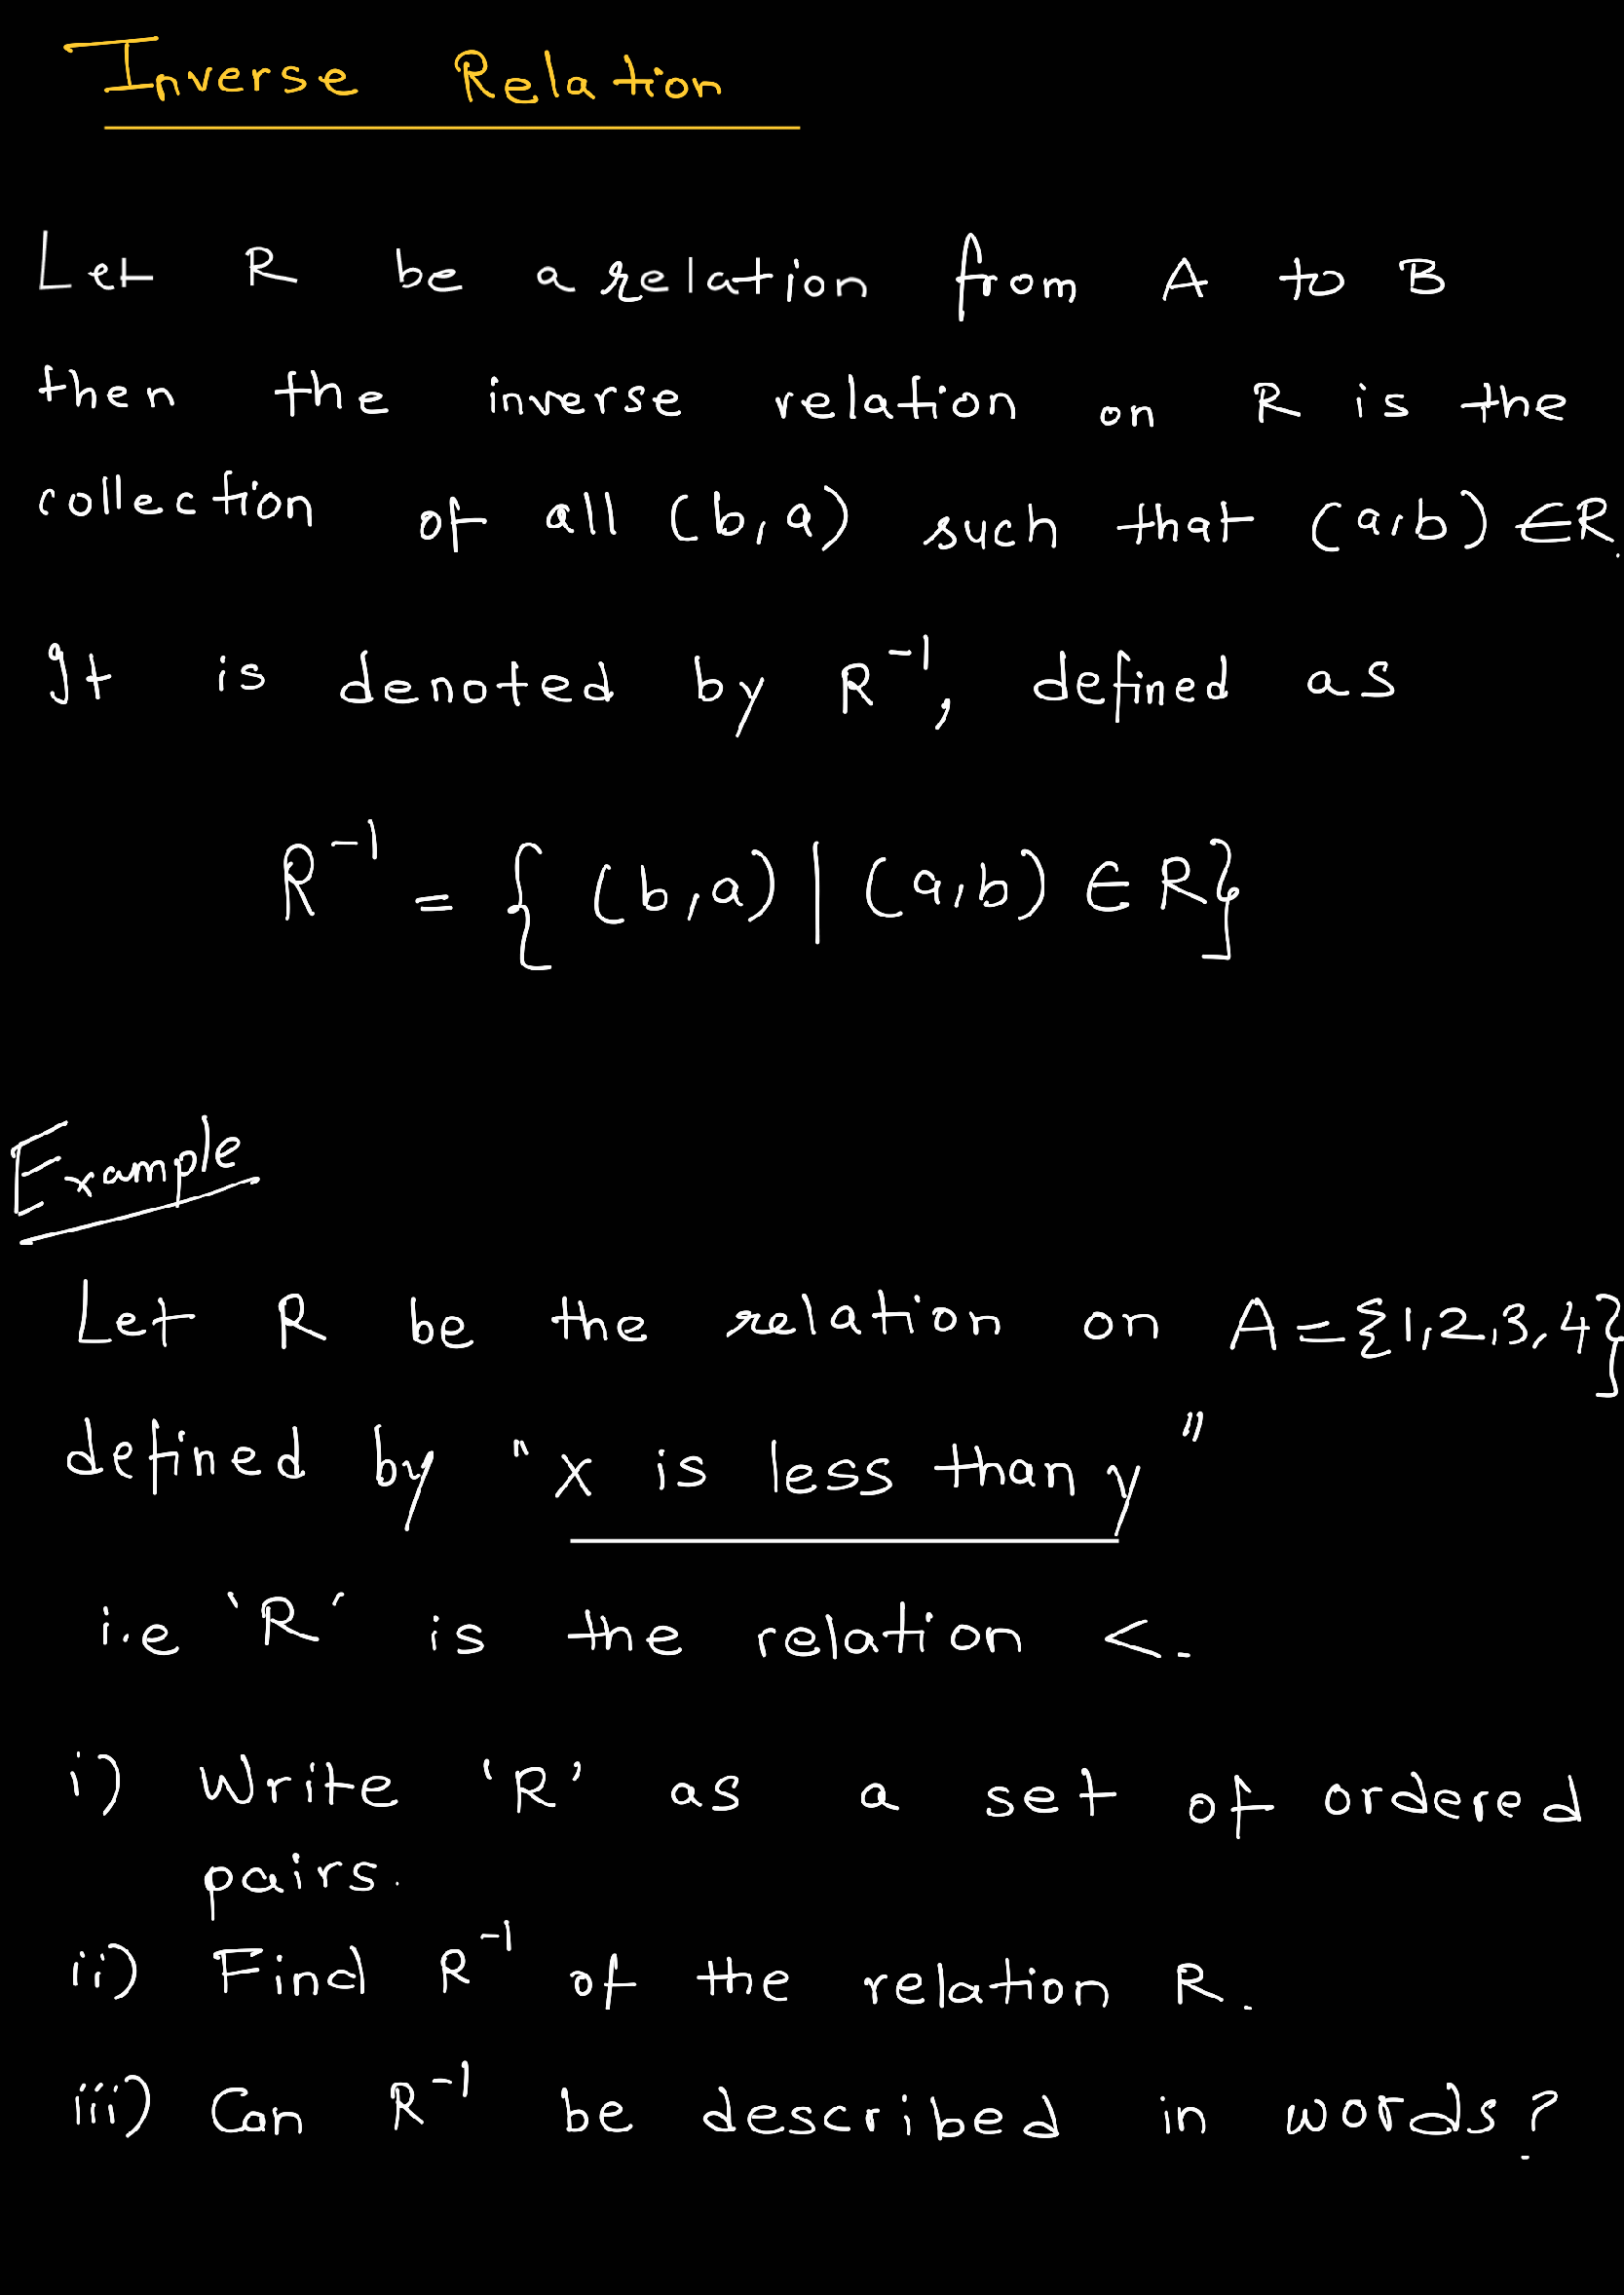 Inverse Relation
Let R be a relation from A to B
then the inverse relation on R is the
collection of all (b,a) such that (a,b) ∈R.
It is denoted by R⁻¹, defined as
R⁻¹ = { (b,a) | (a,b) ∈ R}
Example
Let R be the relation on A={1,2,3,4}
defined by "x is less than y"
i.e 'R' is the relation <.
i) Write 'R' as a set of ordered
pairs.
ii) Find R⁻¹ of the relation R.
iii) Can R⁻¹ be described in words?